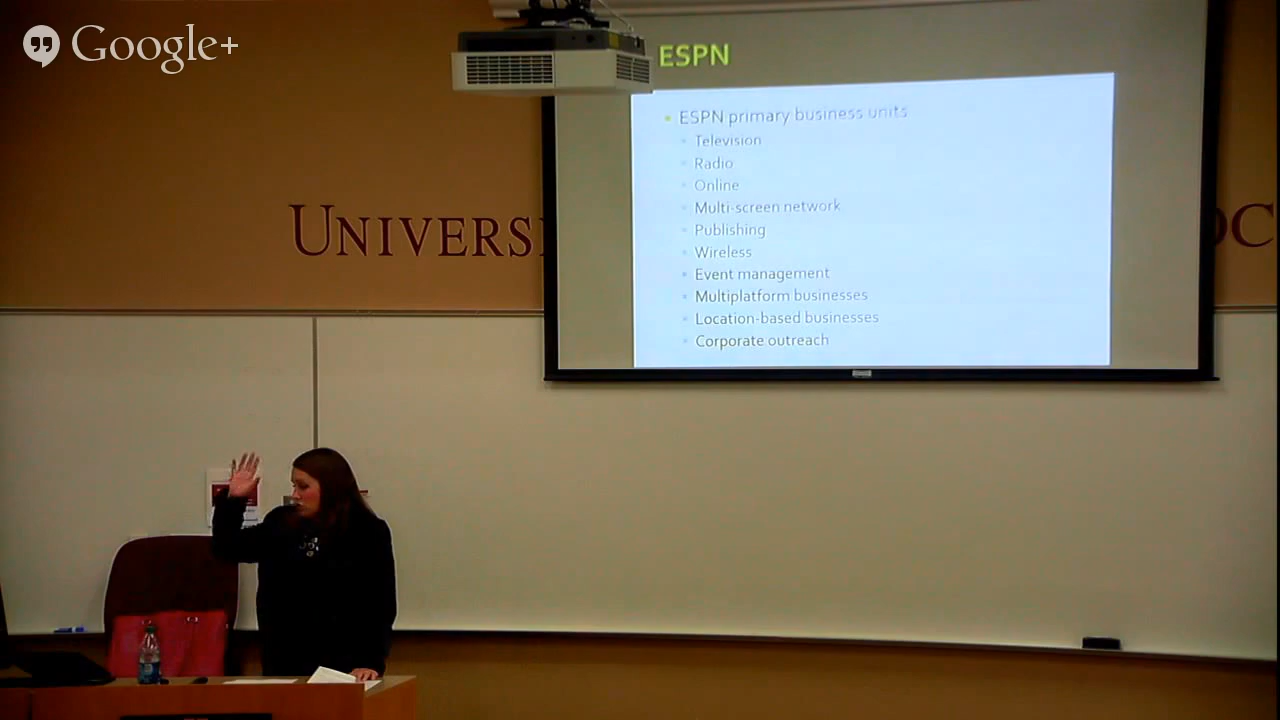 Google+
ESPN
ESPN primary business units
Television
Radio
Online
Multi-screen network
Publishing
Wireless
Event management
Multiplatform businesses
Location-based businesses
Corporate outreach
UNIVERSI
OC